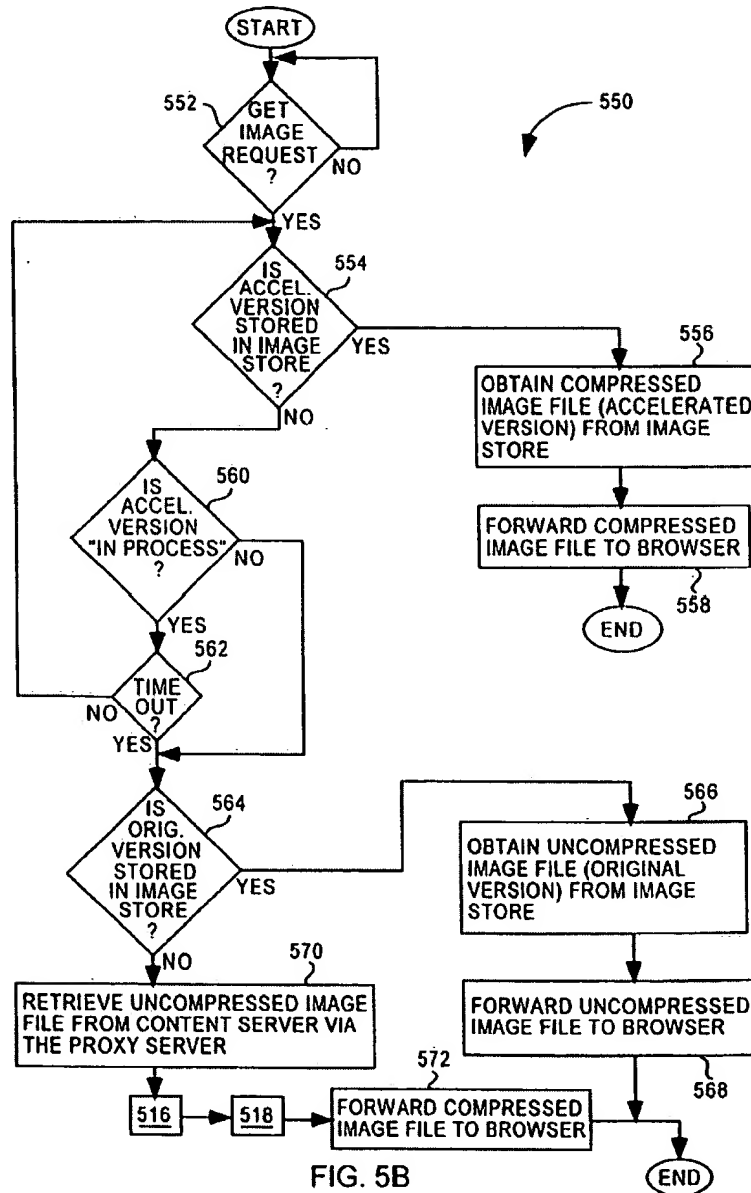 START
552
GET
IMAGE
REQUEST
?
NO
550
YES
554
IS
ACCEL.
VERSION
STORED
IN IMAGE
STORE
?
YES
NO
556
OBTAIN COMPRESSED
IMAGE FILE (ACCELERATED
VERSION) FROM IMAGE
STORE
560
IS
ACCEL.
VERSION
"IN PROCESS"
?
NO
YES
FORWARD COMPRESSED
IMAGE FILE TO BROWSER
558
END
562
TIME
OUT
?
NO
YES
564
IS
ORIG.
VERSION
STORED
IN IMAGE
STORE
?
YES
NO
566
OBTAIN UNCOMPRESSED
IMAGE FILE (ORIGINAL
VERSION) FROM IMAGE
STORE
570
RETRIEVE UNCOMPRESSED IMAGE
FILE FROM CONTENT SERVER VIA
THE PROXY SERVER
FORWARD UNCOMPRESSED
IMAGE FILE TO BROWSER
568
516
518
572
FORWARD COMPRESSED
IMAGE FILE TO BROWSER
END
FIG. 5B